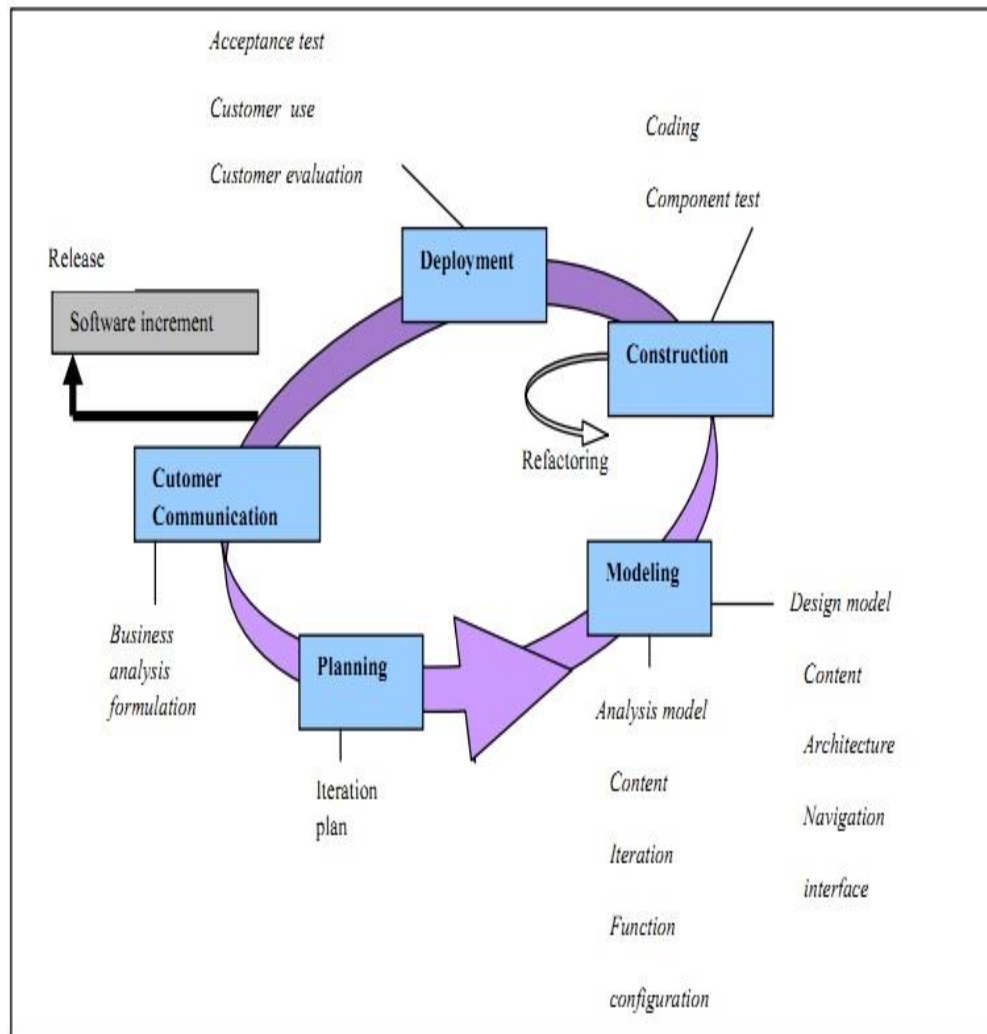 Acceptance test
Customer use
Customer evaluation
Coding
Component test
Deployment
Release
Software increment
Construction
Refactoring
Cutomer
Communication
Modeling
Design model
Content
Architecture
Navigation
interface
Business
analysis
formulation
Planning
Iteration
plan
Analysis model
Content
Iteration
Function
configuration